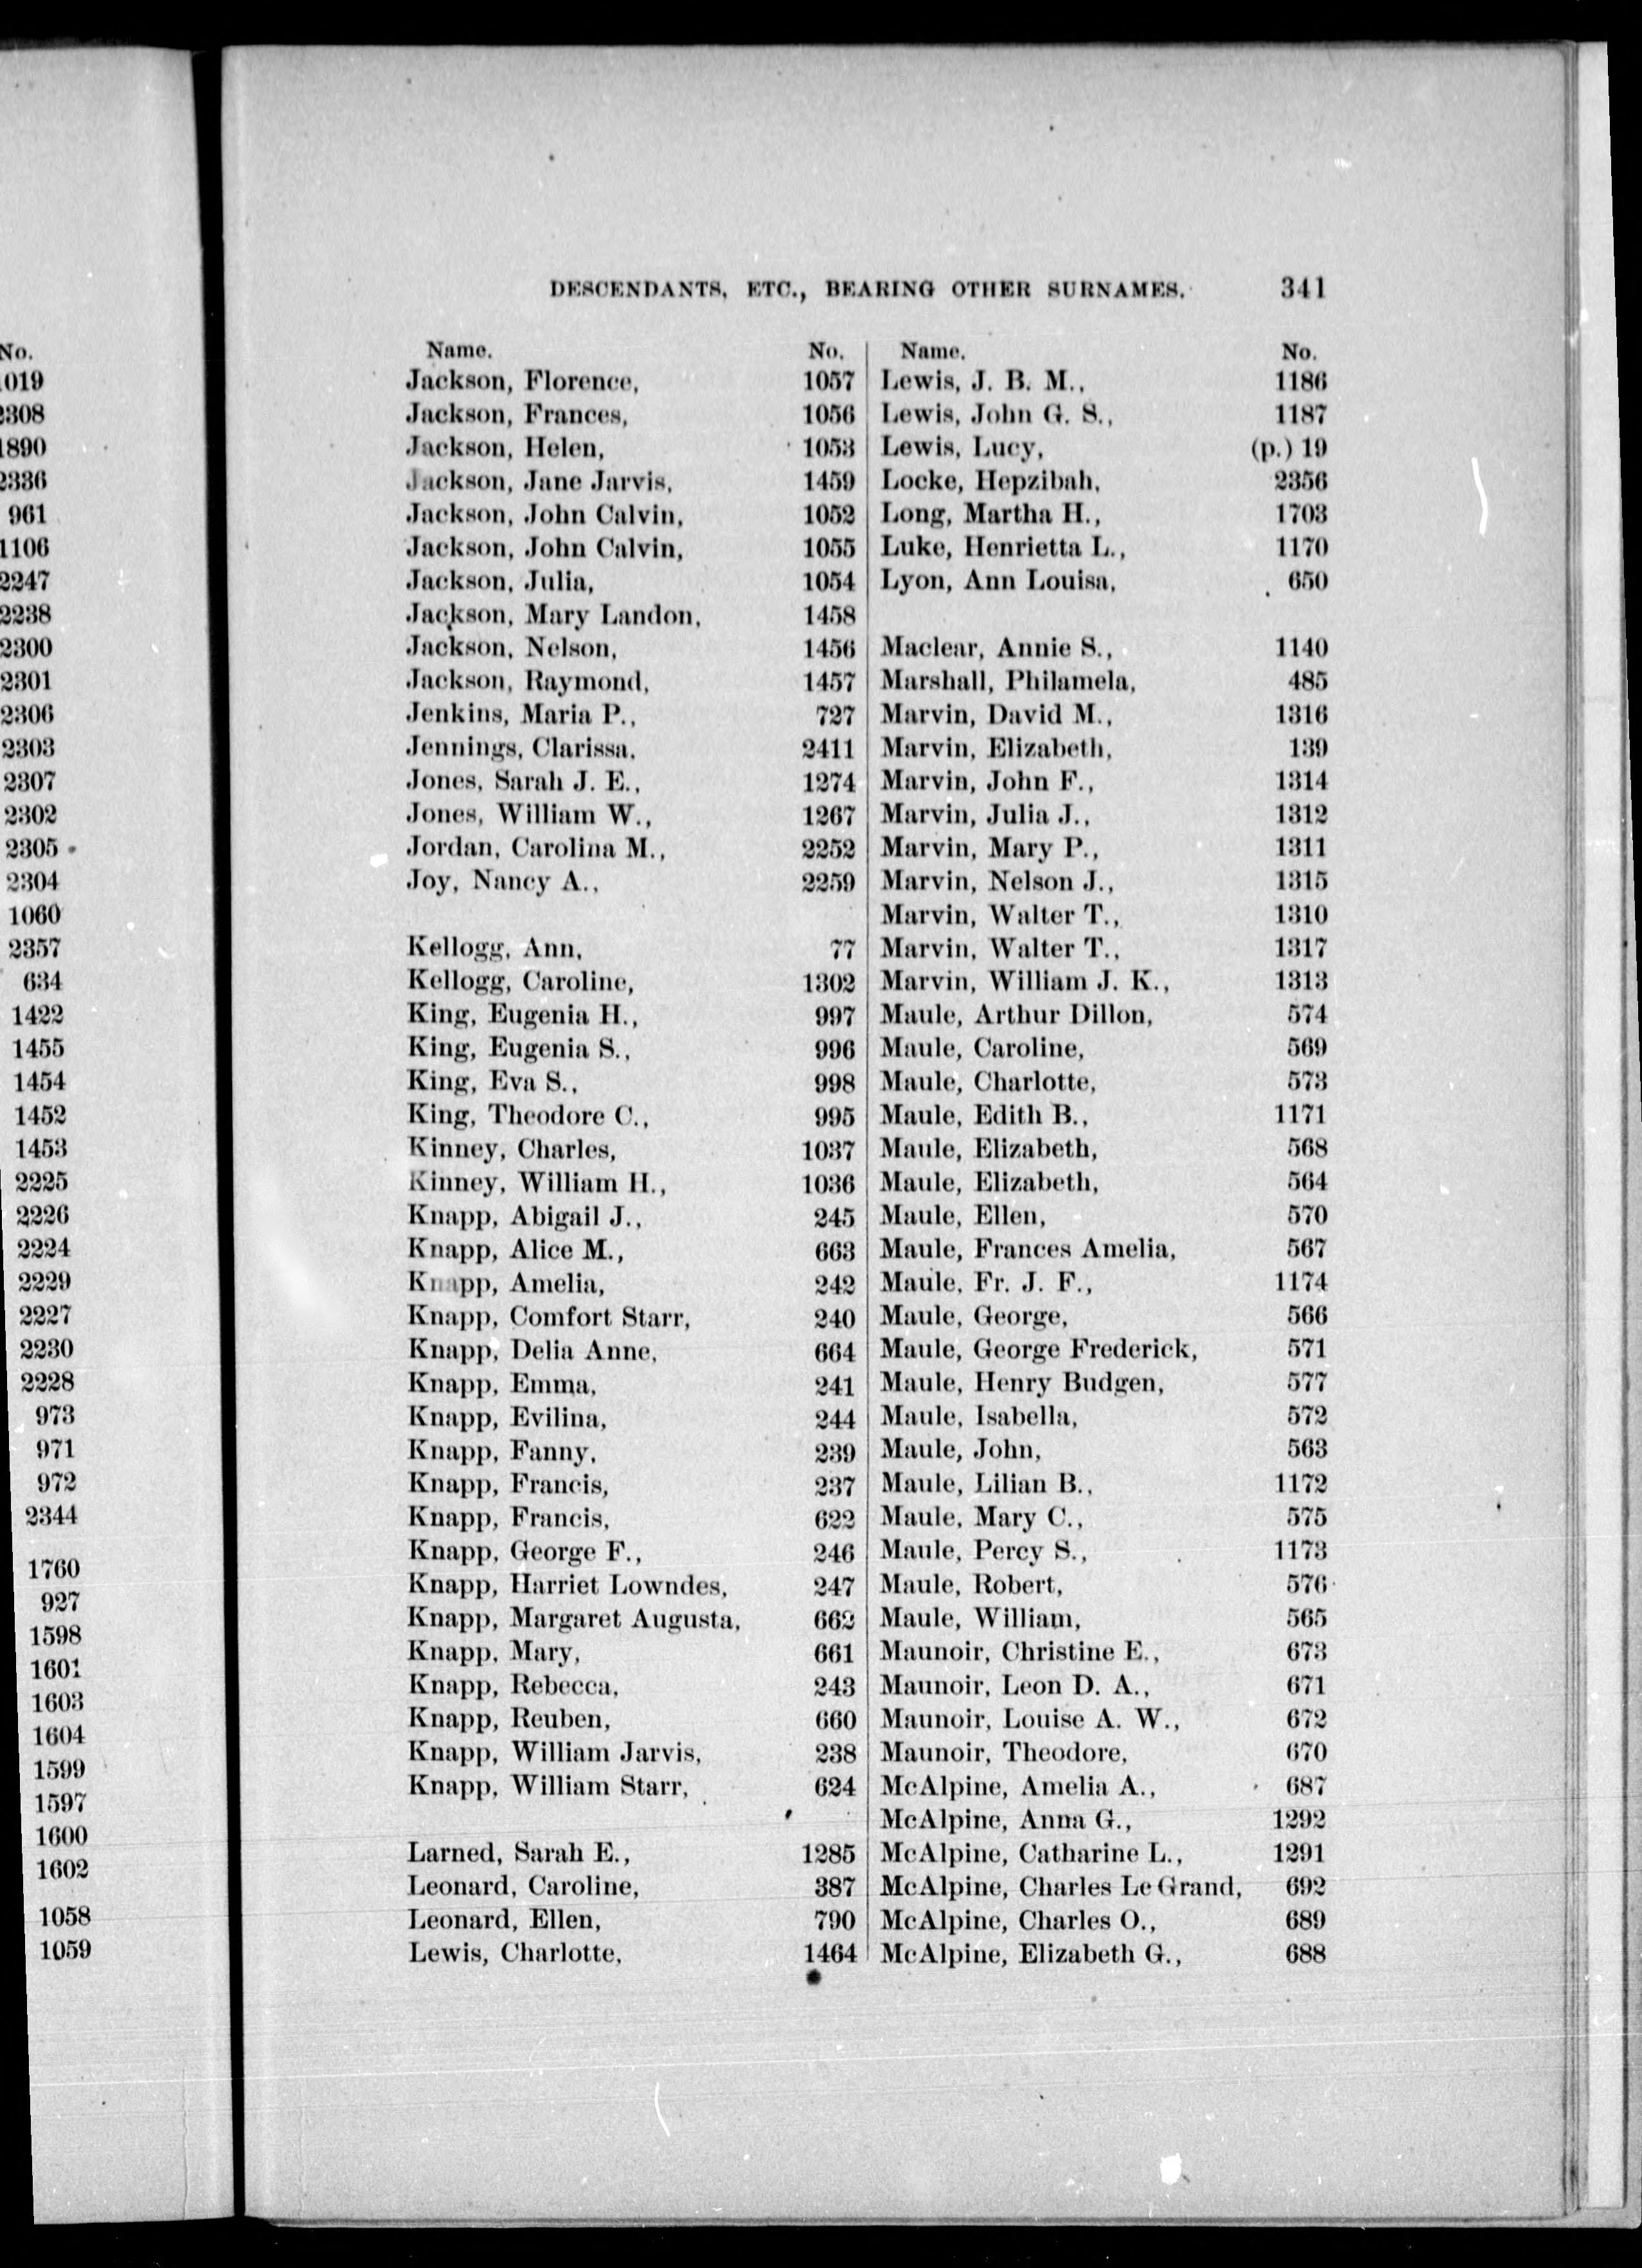 No.
019
2308
1890
2336
961
1106
2247
2238
2300
2301
2306
2303
2307
2302
2305
2304
1060
2357
634
1422
1455
1454
1452
1453
2225
2226
2224
2229
2227
2230
2228
973
971
972
2344
1760
927
1598
1601
1603
1604
1599
1597
1600
1602
1058
1059
DESCENDANTS, ETC., BEARING OTHER SURNAMES. 341
Name. No.
Jackson, Florence, 1057
Jackson, Frances, 1056
Jackson, Helen, 1053
Jackson, Jane Jarvis, 1459
Jackson, John Calvin, 1052
Jackson, John Calvin, 1055
Jackson, Julia, 1054
Jackson, Mary Landon, 1458
Jackson, Nelson, 1456
Jackson, Raymond, 1457
Jenkins, Maria P., 727
Jennings, Clarissa, 2411
Jones, Sarah J. E., 1274
Jones, William W., 1267
Jordan, Carolina M., 2252
Joy, Nancy A., 2259
Kellogg, Ann, 77
Kellogg, Caroline, 1302
King, Eugenia H., 997
King, Eugenia S., 996
King, Eva S., 998
King, Theodore C., 995
Kinney, Charles, 1037
Kinney, William H., 1036
Knapp, Abigail J., 245
Knapp, Alice M., 663
Knapp, Amelia, 242
Knapp, Comfort Starr, 240
Knapp, Delia Anne, 664
Knapp, Emma, 241
Knapp, Evilina, 244
Knapp, Fanny, 239
Knapp, Francis, 237
Knapp, Francis, 622
Knapp, George F., 246
Knapp, Harriet Lowndes, 247
Knapp, Margaret Augusta, 662
Knapp, Mary, 661
Knapp, Rebecca, 243
Knapp, Reuben, 660
Knapp, William Jarvis, 238
Knapp, William Starr, 624
Larned, Sarah E., 1285
Leonard, Caroline, 387
Leonard, Ellen, 790
Lewis, Charlotte, 1464
Name. No.
Lewis, J. B. M., 1186
Lewis, John G. S., 1187
Lewis, Lucy, (p.) 19
Locke, Hepzibah, 2356
Long, Martha H., 1703
Luke, Henrietta L., 1170
Lyon, Ann Louisa, 650
Maclear, Annie S., 1140
Marshall, Philamela, 485
Marvin, David M., 1316
Marvin, Elizabeth, 139
Marvin, John F., 1314
Marvin, Julia J., 1312
Marvin, Mary P., 1311
Marvin, Nelson J., 1315
Marvin, Walter T., 1310
Marvin, Walter T., 1317
Marvin, William J. K., 1313
Maule, Arthur Dillon, 574
Maule, Caroline, 569
Maule, Charlotte, 573
Maule, Edith B., 1171
Maule, Elizabeth, 568
Maule, Elizabeth, 564
Maule, Ellen, 570
Maule, Frances Amelia, 567
Maule, Fr. J. F., 1174
Maule, George, 566
Maule, George Frederick, 571
Maule, Henry Budgen, 577
Maule, Isabella, 572
Maule, John, 563
Maule, Lilian B., 1172
Maule, Mary C., 575
Maule, Percy S., 1173
Maule, Robert, 576
Maule, William, 565
Maunoir, Christine E., 673
Maunoir, Leon D. A., 671
Maunoir, Louise A. W., 672
Maunoir, Theodore, 670
McAlpine, Amelia A., 687
McAlpine, Anna G., 1292
McAlpine, Catharine L., 1291
McAlpine, Charles Le Grand, 692
McAlpine, Charles O., 689
McAlpine, Elizabeth G., 688